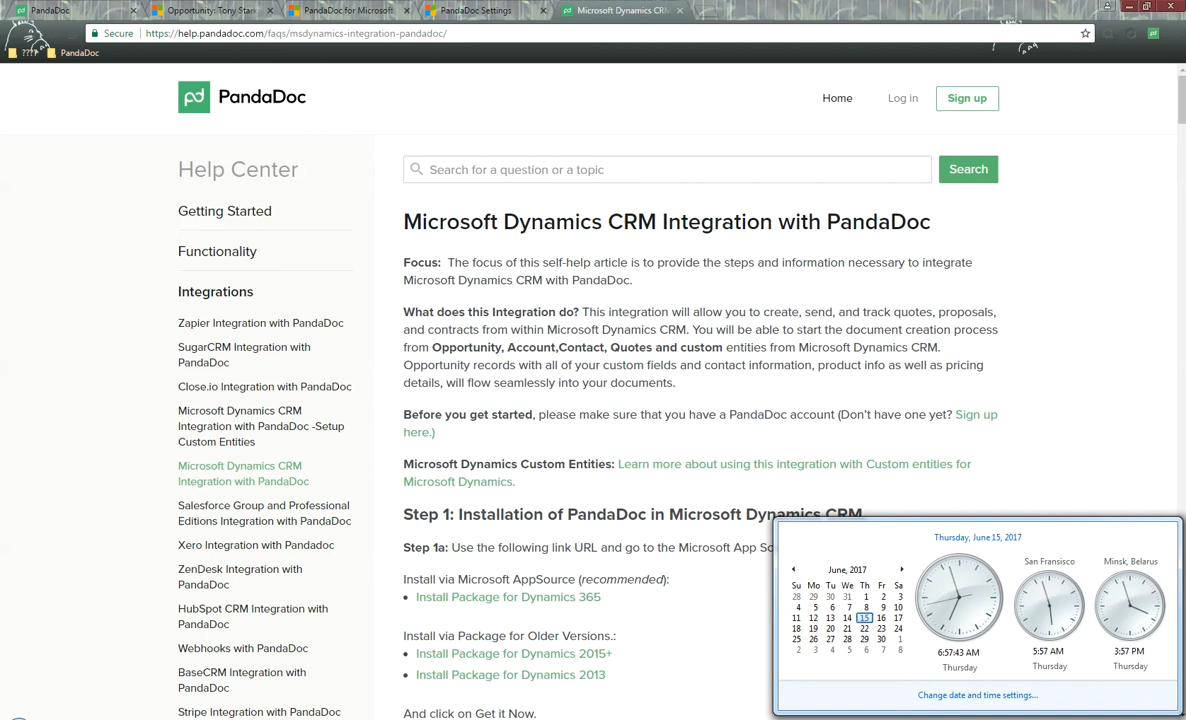 PandaDoc
Opportunity: Tony Star
PandaDoc for Microsof
PandaDoc Settings
Microsoft Dynamics CR
Secure
https://help.pandadoc.com/faqs/msdynamics-integration-pandadoc/
????
PandaDoc
pd PandaDoc
Home
Log in
Sign up
Help Center
Search for a question or a topic
Search
Getting Started
Functionality
Integrations
Zapier Integration with PandaDoc
SugarCRM Integration with
PandaDoc
Close.io Integration with PandaDoc
Microsoft Dynamics CRM
Integration with PandaDoc -Setup
Custom Entities
Microsoft Dynamics CRM
Integration with PandaDoc
Salesforce Group and Professional
Editions Integration with PandaDoc
Xero Integration with Pandadoc
ZenDesk Integration with
PandaDoc
HubSpot CRM Integration with
PandaDoc
Webhooks with PandaDoc
BaseCRM Integration with
PandaDoc
Stripe Integration with PandaDoc
Microsoft Dynamics CRM Integration with PandaDoc
Focus: The focus of this self-help article is to provide the steps and information necessary to integrate
Microsoft Dynamics CRM with PandaDoc.
What does this Integration do? This integration will allow you to create, send, and track quotes, proposals,
and contracts from within Microsoft Dynamics CRM. You will be able to start the document creation process
from Opportunity, Account,Contact, Quotes and custom entities from Microsoft Dynamics CRM.
Opportunity records with all of your custom fields and contact information, product info as well as pricing
details, will flow seamlessly into your documents.
Before you get started, please make sure that you have a PandaDoc account (Don't have one yet? Sign up
here.)
Microsoft Dynamics Custom Entities: Learn more about using this integration with Custom entities for
Microsoft Dynamics.
Step 1: Installation of PandaDoc in Microsoft Dynamics CRM
Step 1a: Use the following link URL and go to the Microsoft App So
Install via Microsoft AppSource (recommended):
• Install Package for Dynamics 365
Install via Package for Older Versions.:
• Install Package for Dynamics 2015+
• Install Package for Dynamics 2013
And click on Get it Now.
Thursday, June 15, 2017
June, 2017
Su Mo Tu We Th Fr Sa
28 29 30 31 1 2 3
4 5 6 7 8 9 10
11 12 13 14 15 16 17
18 19 20 21 22 23 24
25 26 27 28 29 30 1
2 3 4 5 6 7 8
6:57:43 AM
Thursday
San Fransisco
5:57 AM
Thursday
Minsk, Belarus
3:57 PM
Thursday
Change date and time settings...